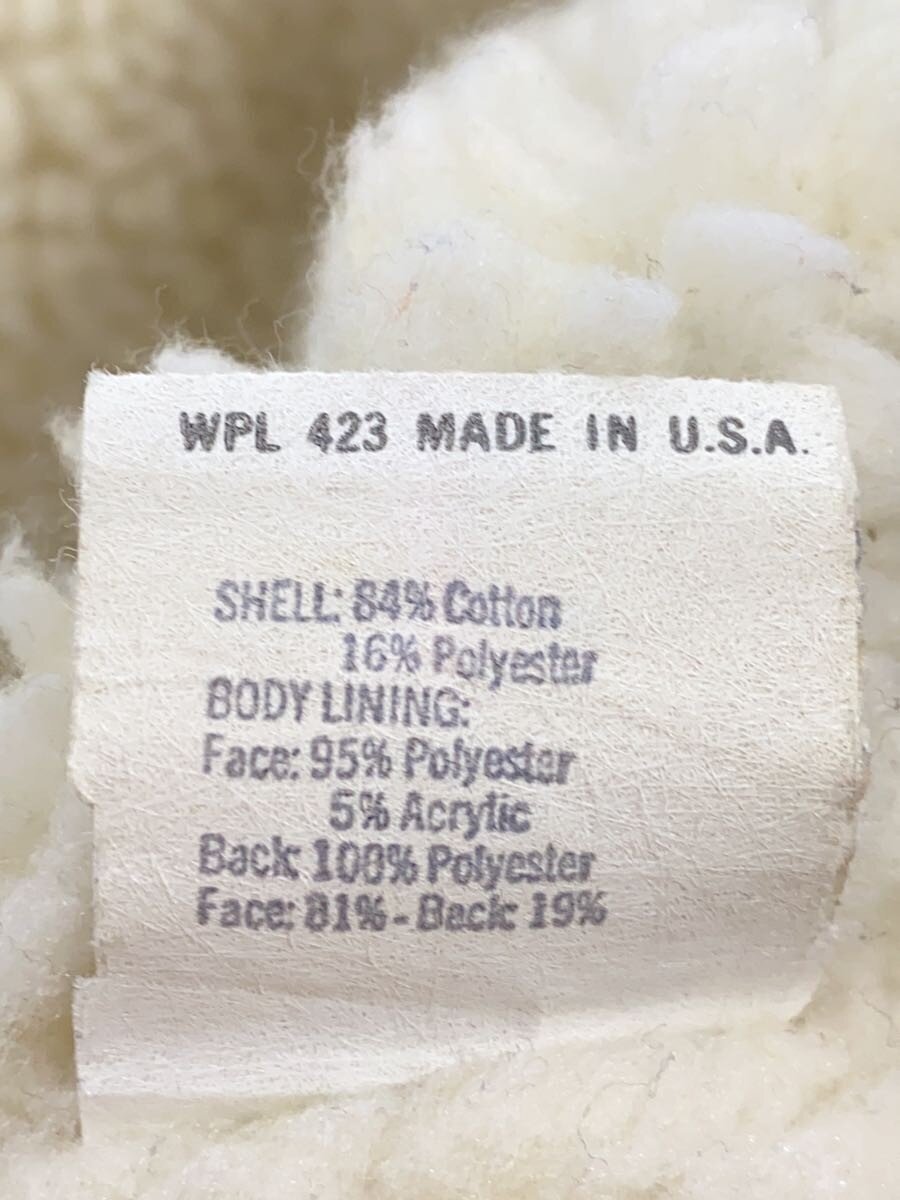 WPL 423 MADE IN U.S.A.
SHELL: 84% Cotton
16% Polyester
BODY LINING:
Face: 95% Polyester
5% Acrylic
Back: 100% Polyester
Face: 81% - Back: 19%